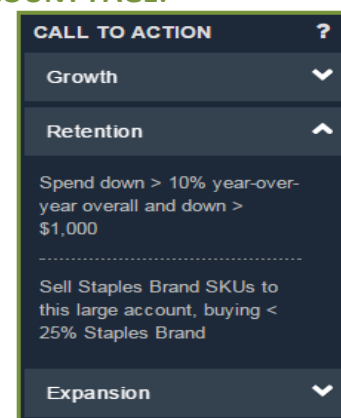 CALL TO ACTION ?
Growth
Retention
Spend down > 10% year-over-
year overall and down >
$1,000
Sell Staples Brand SKUs to
this large account, buying <
25% Staples Brand
Expansion